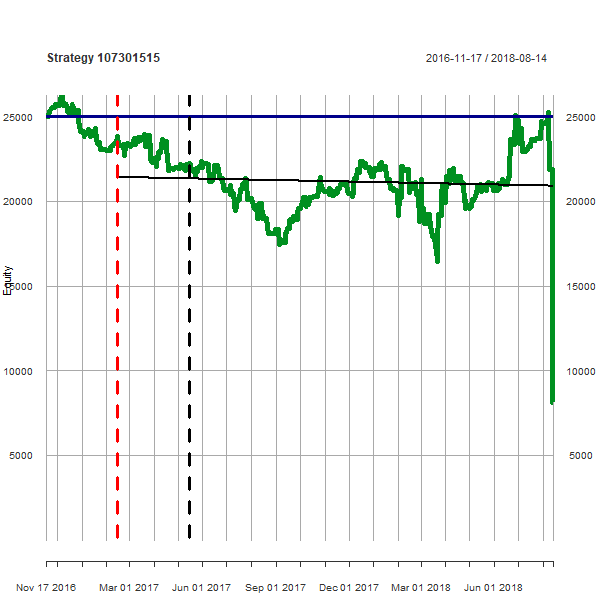 Strategy 107301515
2016-11-17 / 2018-08-14
25000
25000
20000
20000
Equity
15000
15000
10000
10000
5000
5000
Nov 17 2016
Mar 01 2017
Jun 01 2017
Sep 01 2017
Dec 01 2017
Mar 01 2018
Jun 01 2018